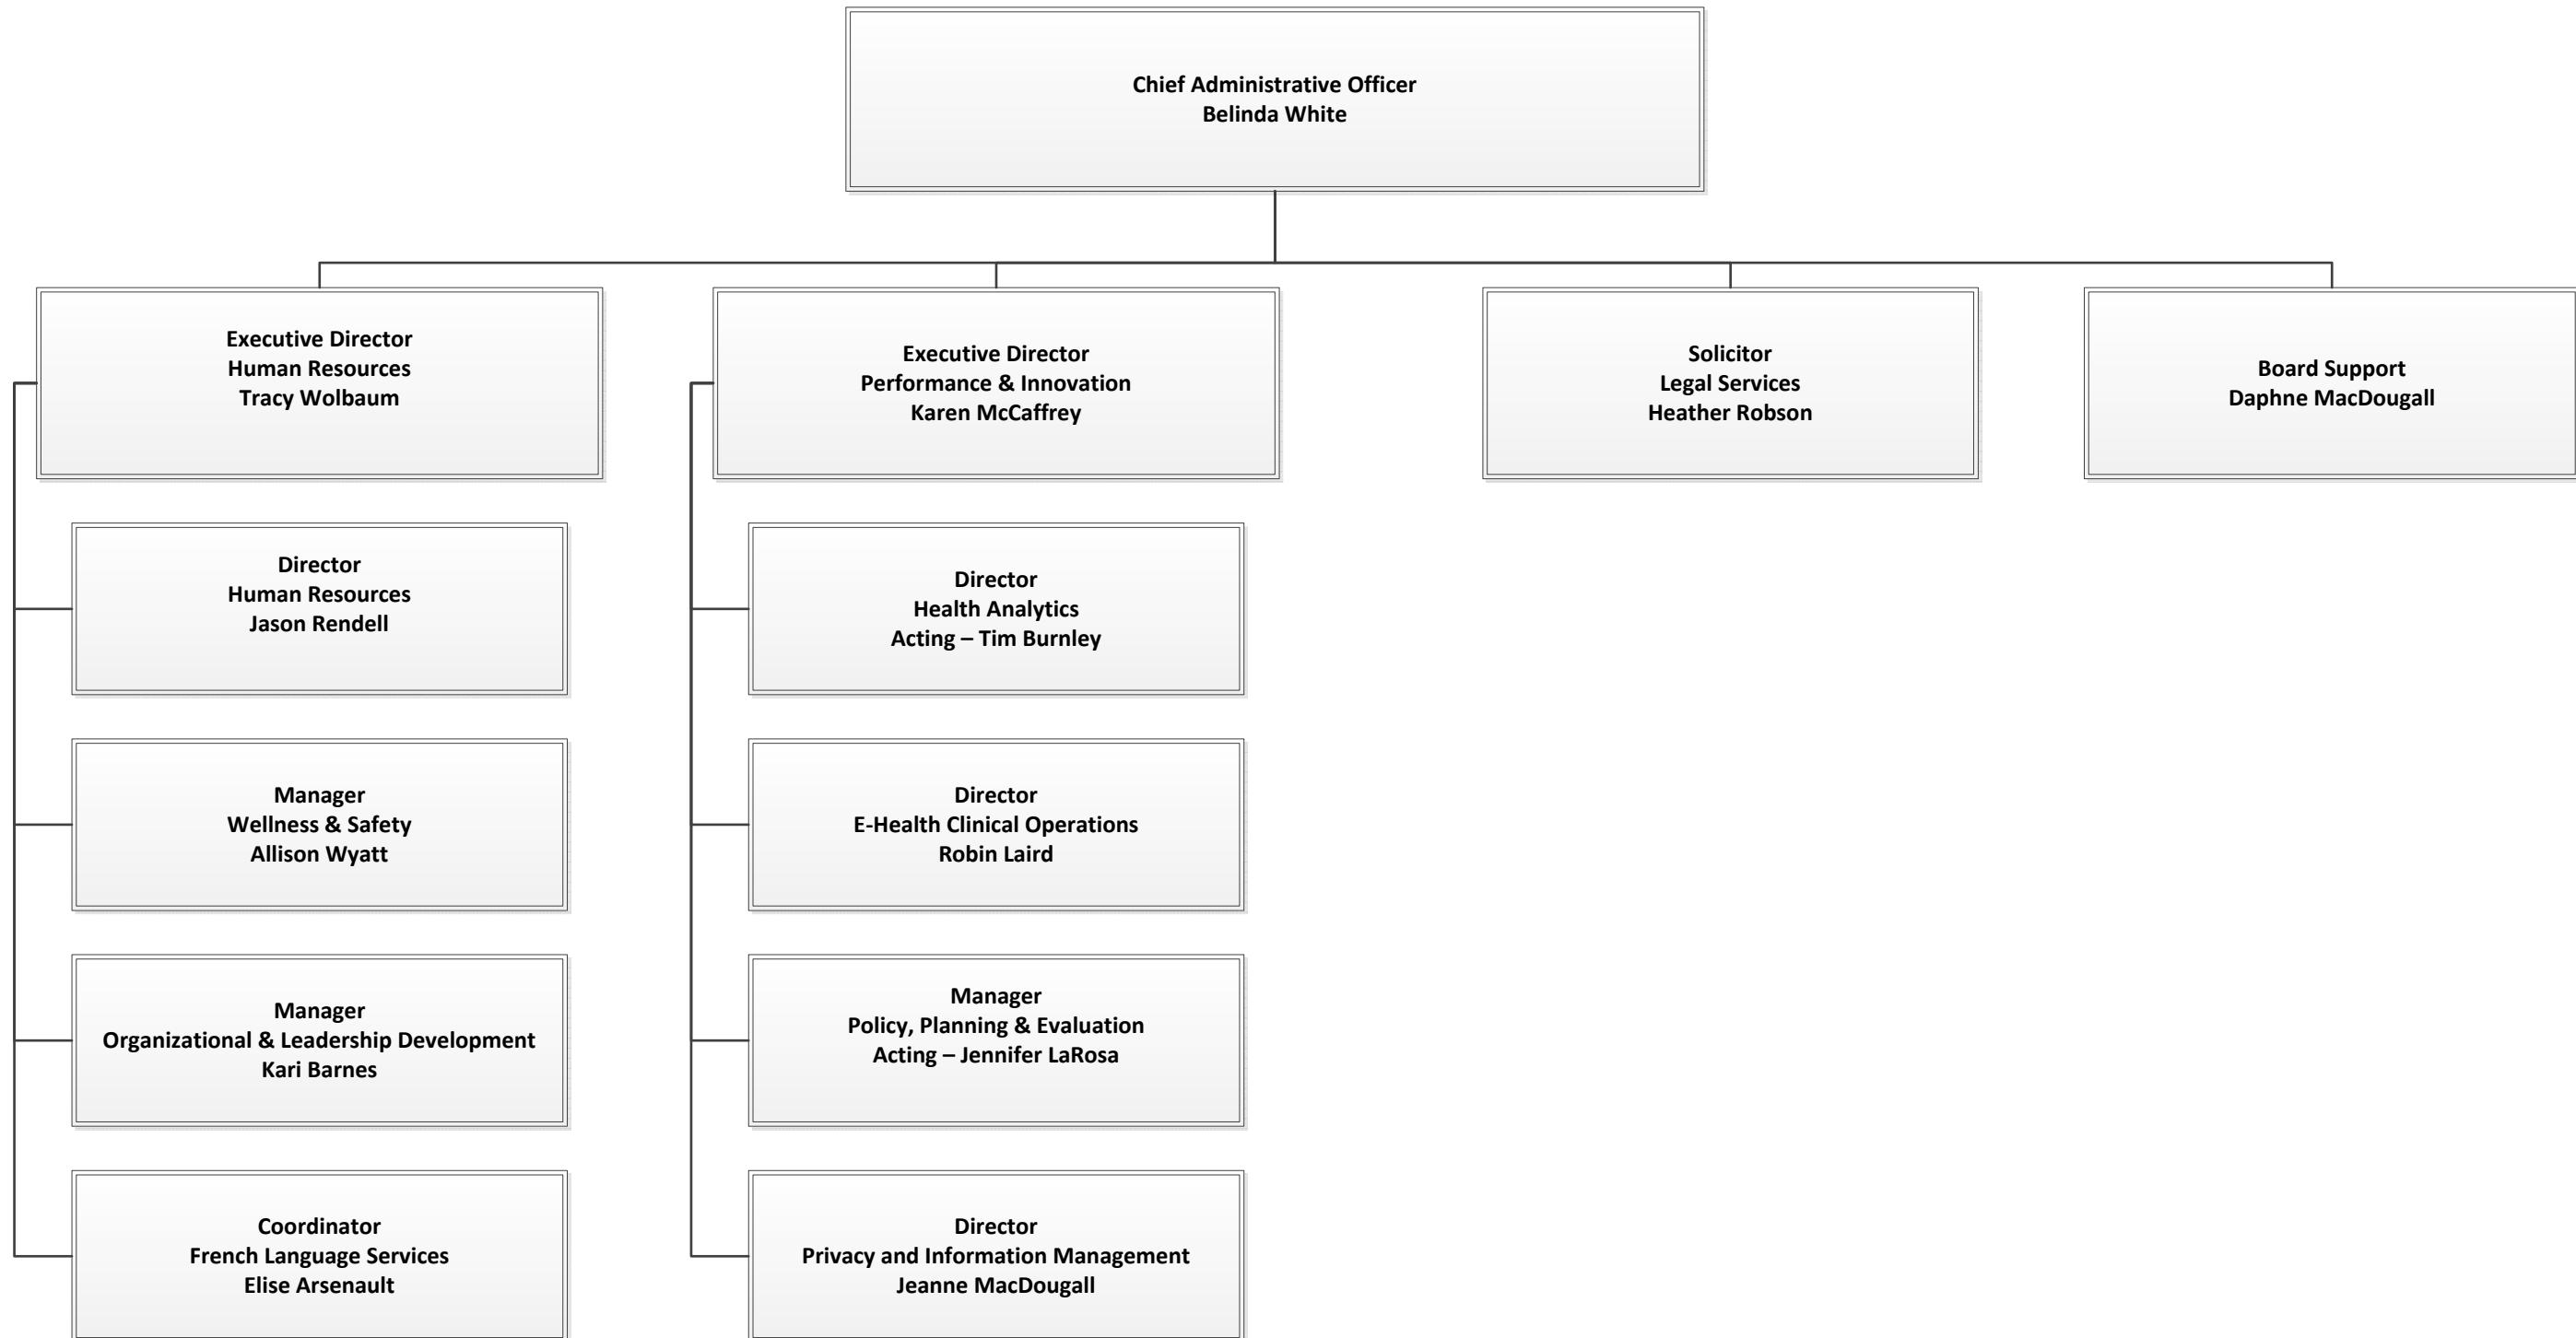 Chief Administrative Officer
Belinda White
Executive Director
Human Resources
Tracy Wolbaum
Executive Director
Performance & Innovation
Karen McCaffrey
Solicitor
Legal Services
Heather Robson
Board Support
Daphne MacDougall
Director
Human Resources
Jason Rendell
Director
Health Analytics
Acting – Tim Burnley
Manager
Wellness & Safety
Allison Wyatt
Director
E-Health Clinical Operations
Robin Laird
Manager
Organizational & Leadership Development
Kari Barnes
Manager
Policy, Planning & Evaluation
Acting – Jennifer LaRosa
Coordinator
French Language Services
Elise Arsenault
Director
Privacy and Information Management
Jeanne MacDougall